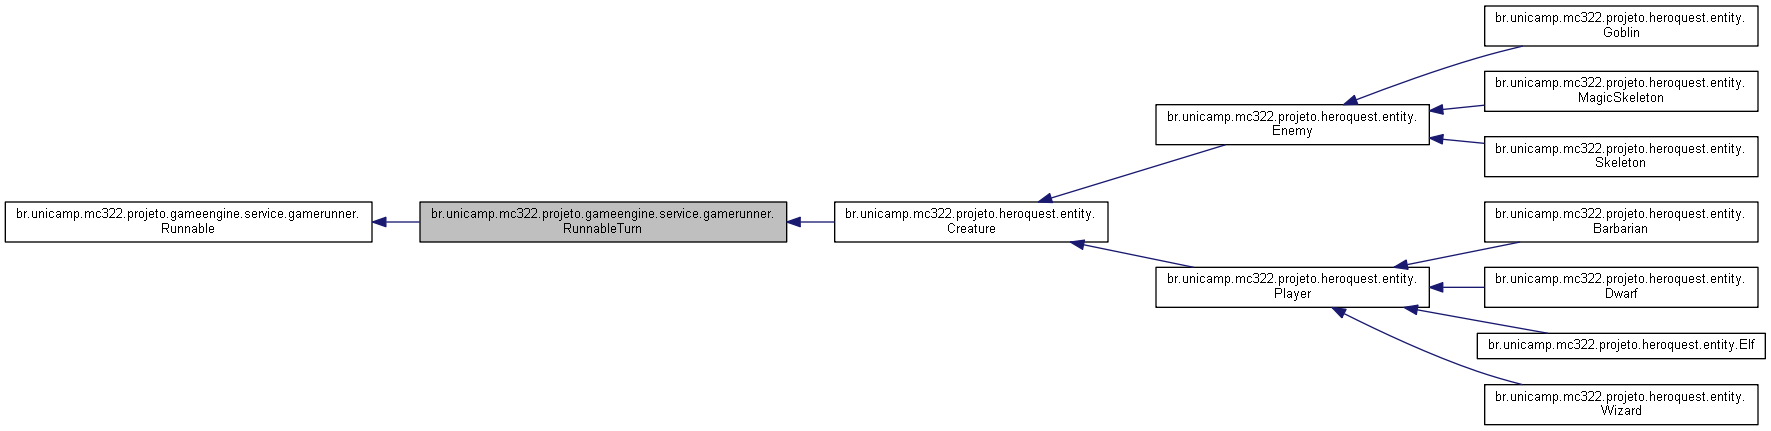 br.unicamp.mc322.projeto.gameengine.service.gamerunner.
Runnable
br.unicamp.mc322.projeto.gameengine.service.gamerunner.
RunnableTurn
br.unicamp.mc322.projeto.heroquest.entity.
Creature
br.unicamp.mc322.projeto.heroquest.entity.
Enemy
br.unicamp.mc322.projeto.heroquest.entity.
Player
br.unicamp.mc322.projeto.heroquest.entity.
Goblin
br.unicamp.mc322.projeto.heroquest.entity.
MagicSkeleton
br.unicamp.mc322.projeto.heroquest.entity.
Skeleton
br.unicamp.mc322.projeto.heroquest.entity.
Barbarian
br.unicamp.mc322.projeto.heroquest.entity.
Dwarf
br.unicamp.mc322.projeto.heroquest.entity.Elf
br.unicamp.mc322.projeto.heroquest.entity.
Wizard